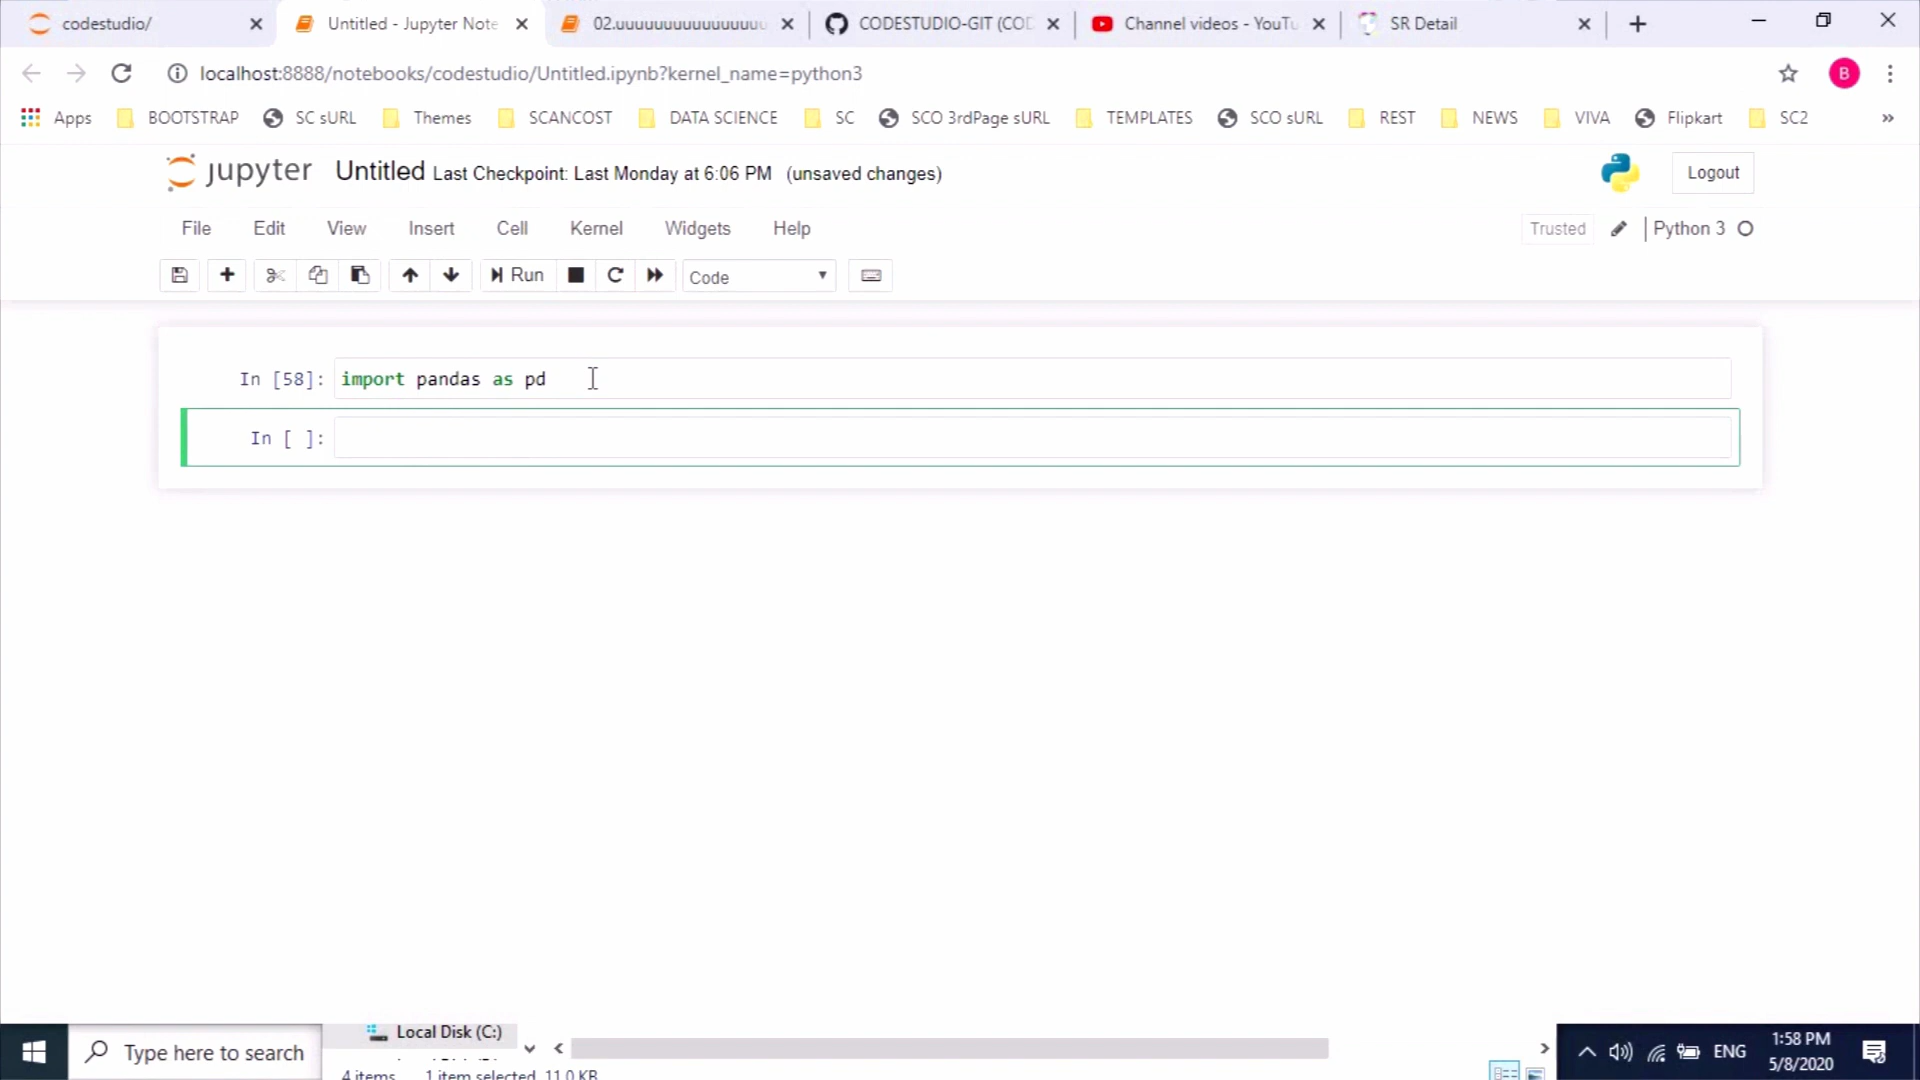 codestudio/
Untitled - Jupyter Note
02.uuuuuuuuuuuuuuuu
CODESTUDIO-GIT (COD
Channel videos - YouTu
SR Detail
localhost:8888/notebooks/codestudio/Untitled.ipynb?kernel_name=python3
B
Apps BOOTSTRAP SC sURL Themes SCANCOST DATA SCIENCE SC SCO 3rdPage sURL TEMPLATES SCO sURL REST NEWS VIVA Flipkart SC2 »
jupyter Untitled Last Checkpoint: Last Monday at 6:06 PM (unsaved changes)
Logout
File Edit View Insert Cell Kernel Widgets Help
Trusted Python 3
Run Code
In [58]: import pandas as pd
In [ ]:
Local Disk (C:)
Type here to search
4 items 1 item selected 11.0 KB
ENG
1:58 PM
5/8/2020